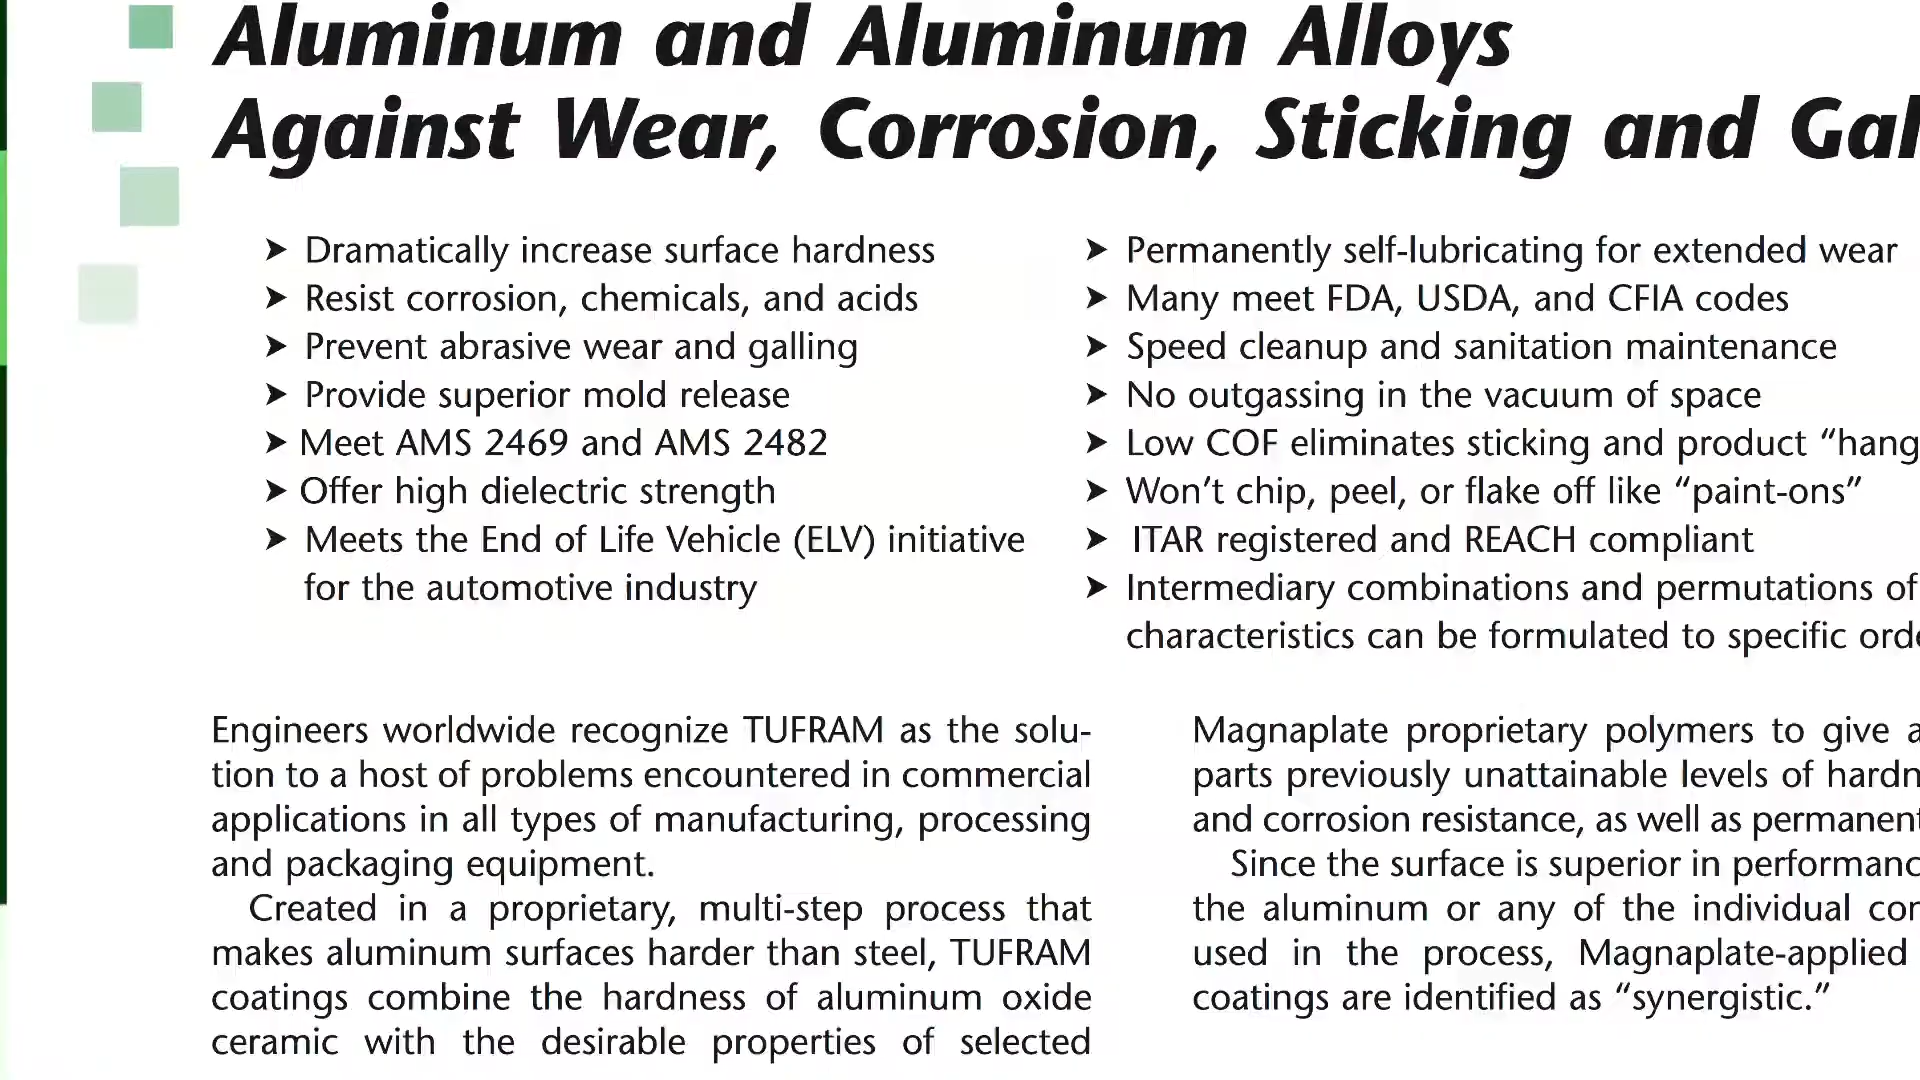 Aluminum and Aluminum Alloys
Against Wear, Corrosion, Sticking and
➤ Dramatically increase surface hardness
➤ Resist corrosion, chemicals, and acids
➤ Prevent abrasive wear and galling
➤ Provide superior mold release
➤ Meet AMS 2469 and AMS 2482
➤ Offer high dielectric strength
➤ Meets the End of Life Vehicle (ELV) initiative
for the automotive industry
➤ Permanently self-lubricating for extended wear
➤ Many meet FDA, USDA, and CFIA codes
➤ Speed cleanup and sanitation maintenance
➤ No outgassing in the vacuum of space
➤ Low COF eliminates sticking and product “hang
➤ Won’t chip, peel, or flake off like “paint-ons”
➤ ITAR registered and REACH compliant
➤ Intermediary combinations and permutations of
characteristics can be formulated to specific
Engineers worldwide recognize TUFRAM as the solu-
tion to a host of problems encountered in commercial
applications in all types of manufacturing, processing
and packaging equipment.
Created in a proprietary, multi-step process that
makes aluminum surfaces harder than steel, TUFRAM
coatings combine the hardness of aluminum oxide
ceramic with the desirable properties of selected
Magnaplate proprietary polymers to give
parts previously unattainable levels of
and corrosion resistance, as well as permanent
Since the surface is superior in
the aluminum or any of the individual
used in the process, Magnaplate-applied
coatings are identified as “synergistic.”